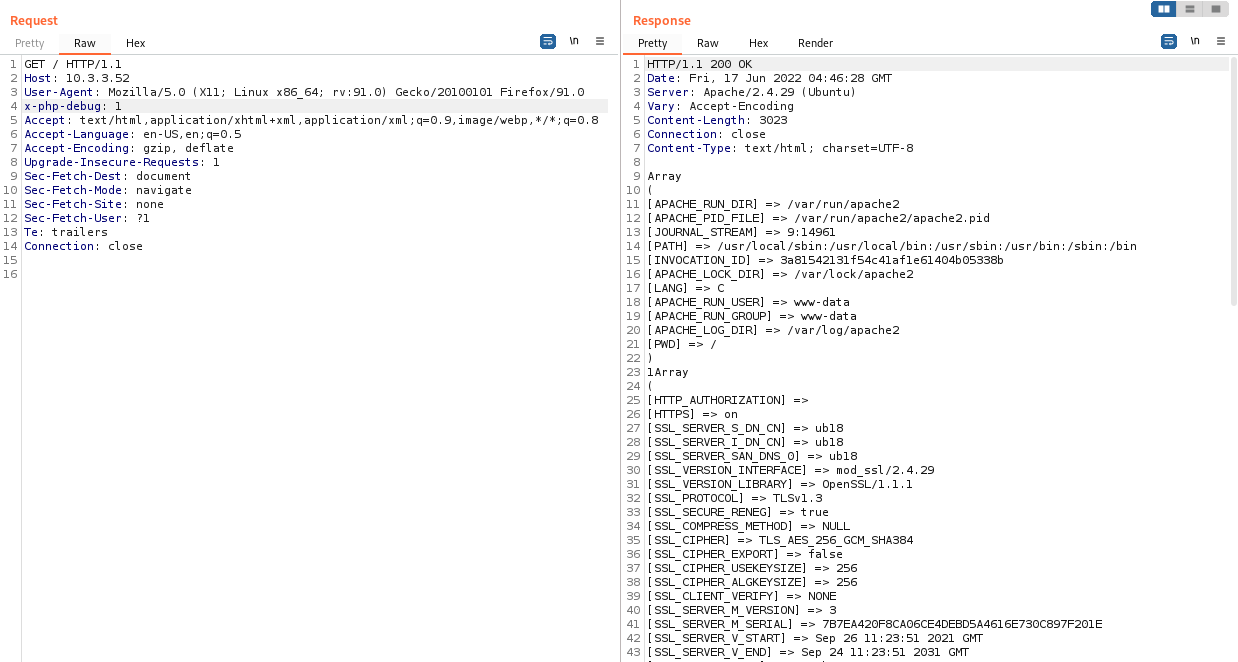 Request
Pretty Raw Hex
\n
1 GET / HTTP/1.1
2 Host: 10.3.3.52
3 User-Agent: Mozilla/5.0 (X11; Linux x86_64; rv:91.0) Gecko/20100101 Firefox/91.0
4 x-php-debug: 1
5 Accept: text/html,application/xhtml+xml,application/xml;q=0.9,image/webp,*/*;q=0.8
6 Accept-Language: en-US,en;q=0.5
7 Accept-Encoding: gzip, deflate
8 Upgrade-Insecure-Requests: 1
9 Sec-Fetch-Dest: document
10 Sec-Fetch-Mode: navigate
11 Sec-Fetch-Site: none
12 Sec-Fetch-User: ?1
13 Te: trailers
14 Connection: close
15
16
Response
Pretty Raw Hex Render
\n
1 HTTP/1.1 200 OK
2 Date: Fri, 17 Jun 2022 04:46:28 GMT
3 Server: Apache/2.4.29 (Ubuntu)
4 Vary: Accept-Encoding
5 Content-Length: 3023
6 Connection: close
7 Content-Type: text/html; charset=UTF-8
8
9 Array
10 (
11 [APACHE_RUN_DIR] => /var/run/apache2
12 [APACHE_PID_FILE] => /var/run/apache2/apache2.pid
13 [JOURNAL_STREAM] => 9:14961
14 [PATH] => /usr/local/sbin:/usr/local/bin:/usr/sbin:/usr/bin:/sbin:/bin
15 [INVOCATION_ID] => 3a81542131f54c41af1e61404b05338b
16 [APACHE_LOCK_DIR] => /var/lock/apache2
17 [LANG] => C
18 [APACHE_RUN_USER] => www-data
19 [APACHE_RUN_GROUP] => www-data
20 [APACHE_LOG_DIR] => /var/log/apache2
21 [PWD] => /
22 )
23 1Array
24 (
25 [HTTP_AUTHORIZATION] =>
26 [HTTPS] => on
27 [SSL_SERVER_S_DN_CN] => ub18
28 [SSL_SERVER_I_DN_CN] => ub18
29 [SSL_SERVER_SAN_DNS_0] => ub18
30 [SSL_VERSION_INTERFACE] => mod_ssl/2.4.29
31 [SSL_VERSION_LIBRARY] => OpenSSL/1.1.1
32 [SSL_PROTOCOL] => TLSv1.3
33 [SSL_SECURE_RENEG] => true
34 [SSL_COMPRESS_METHOD] => NULL
35 [SSL_CIPHER] => TLS_AES_256_GCM_SHA384
36 [SSL_CIPHER_EXPORT] => false
37 [SSL_CIPHER_USEKEYSIZE] => 256
38 [SSL_CIPHER_ALGKEYSIZE] => 256
39 [SSL_CLIENT_VERIFY] => NONE
40 [SSL_SERVER_M_VERSION] => 3
41 [SSL_SERVER_M_SERIAL] => 7B7EA420F8CA06CE4DEBD5A4616E730C897F201E
42 [SSL_SERVER_V_START] => Sep 26 11:23:51 2021 GMT
43 [SSL_SERVER_V_END] => Sep 24 11:23:51 2031 GMT